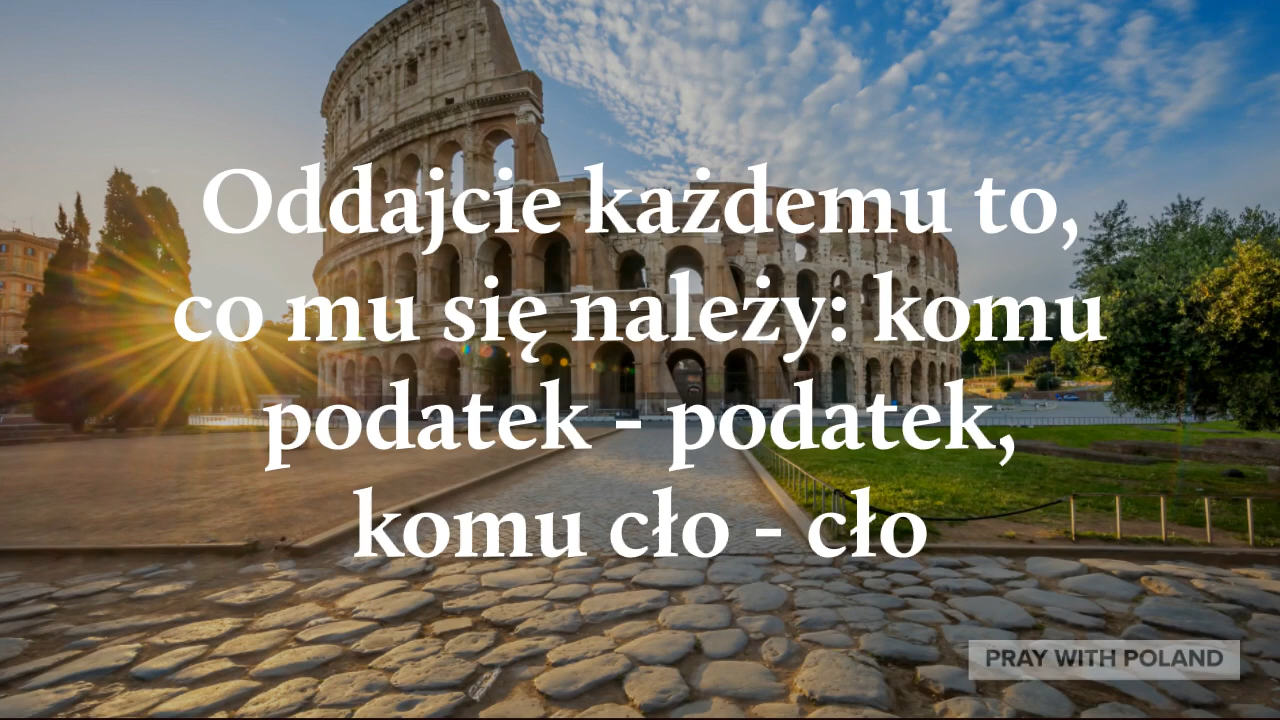 Oddajcie każdemu to,
co mu się należy: komu
podatek - podatek,
komu cło - cło
PRAY WITH POLAND